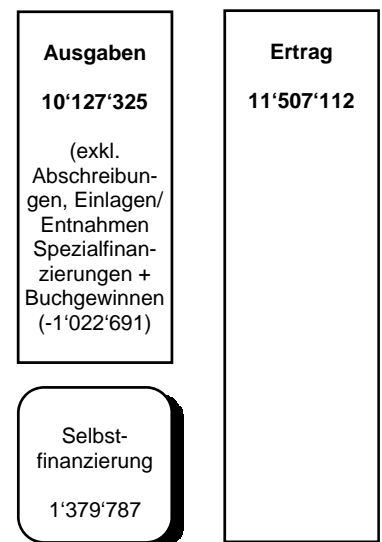 Ausgaben
10‘127‘325
(exkl.
Abschreibun-
gen, Einlagen/
Entnahmen
Spezialfinan-
zierungen +
Buchgewinnen
(-1‘022‘691)
Selbst-
finanzierung
1‘379‘787
Ertrag
11‘507‘112